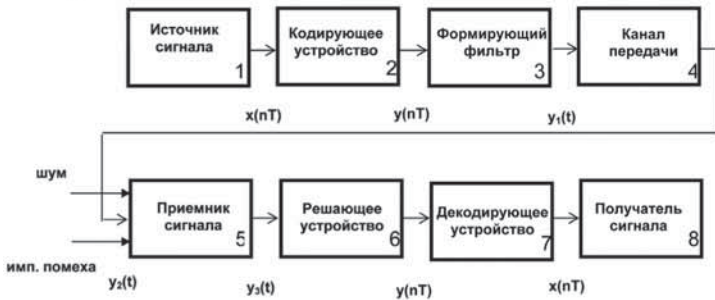 Источник сигнала
1
Кодирующее устройство
2
Формирующий фильтр
3
Канал передачи
4
x(nT)
y(nT)
y₁(t)
шум
имп. помеха
Приемник сигнала
5
Решающее устройство
6
Декодирующее устройство
7
Получатель сигнала
8
y₂(t)
y₃(t)
y(nT)
x(nT)